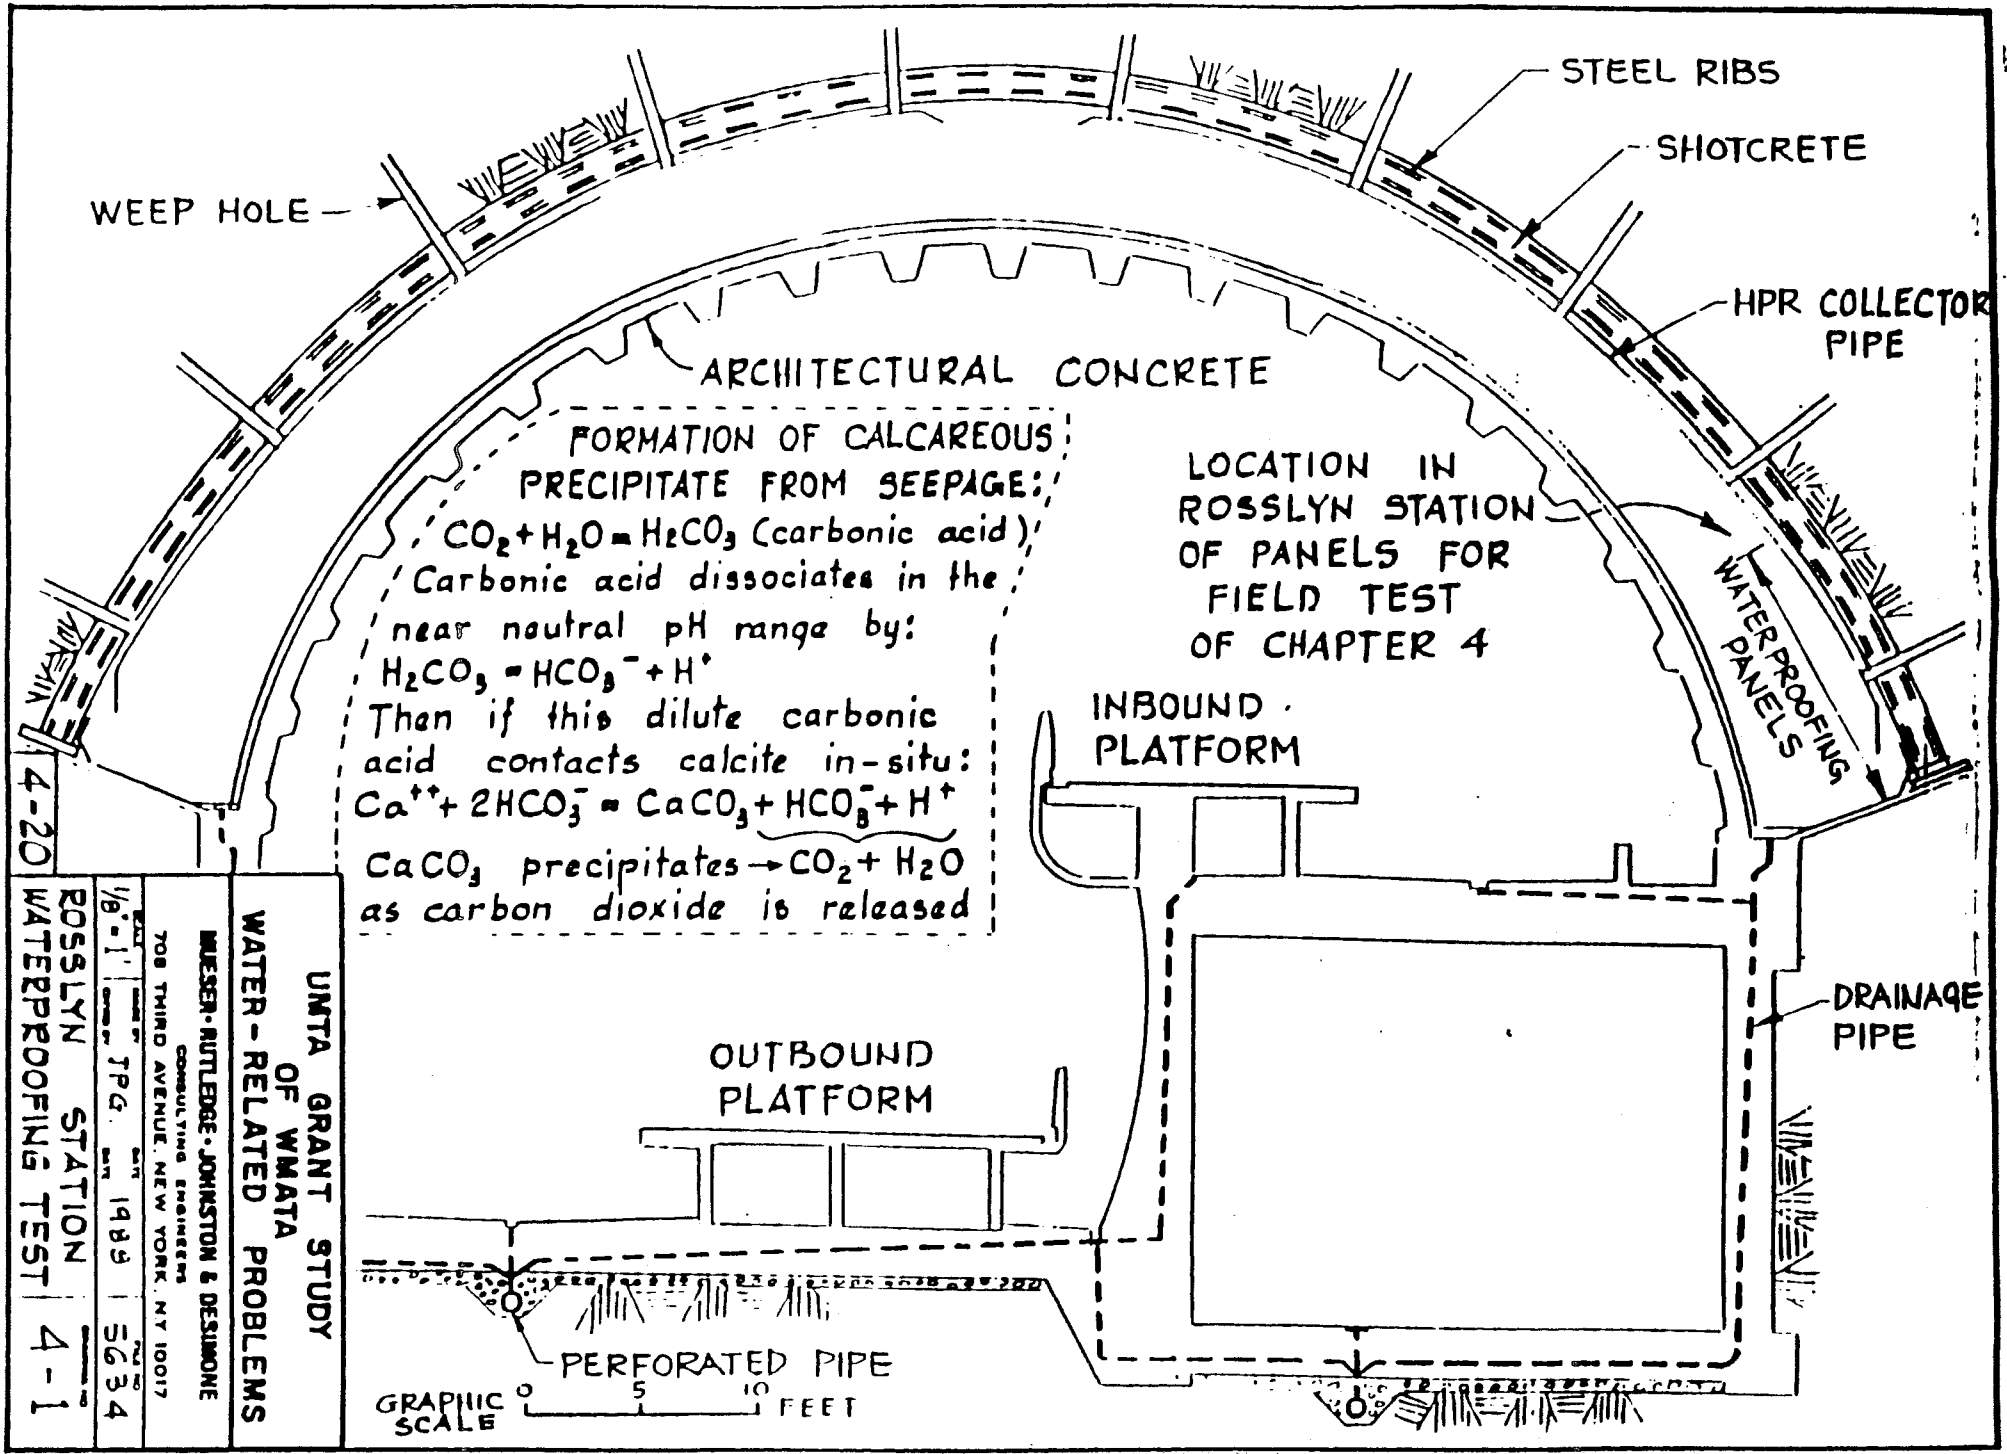 STEEL RIBS
SHOTCRETE
WEEP HOLE
HPR COLLECTOR
PIPE
ARCHITECTURAL CONCRETE
FORMATION OF CALCAREOUS
PRECIPITATE FROM SEEPAGE:
CO₂+H₂O=H₂CO₃ (carbonic acid)
Carbonic acid dissociates in the
near neutral pH range by:
H₂CO₃=HCO₃⁻+H⁺
Then if this dilute carbonic
acid contacts calcite in-situ:
Ca⁺⁺+2HCO₃⁻=CaCO₃+HCO₃⁻+H⁺
CaCO₃ precipitates→CO₂+H₂O
as carbon dioxide is released
LOCATION IN
ROSSLYN STATION
OF PANELS FOR
FIELD TEST
OF CHAPTER 4
WATERPROOFING
PANELS
INBOUND
PLATFORM
OUTBOUND
PLATFORM
DRAINAGE
PIPE
PERFORATED PIPE
GRAPHIC
SCALE
0 5 10
FEET
4-20
UMTA GRANT STUDY
OF WMATA
WATER-RELATED PROBLEMS
MUESER·RUTLEDGE·JOHNSTON & DESIMONE
CONSULTING ENGINEERS
708 THIRD AVENUE, NEW YORK, NY 10017
1/8"=1' JPG. 1983 5634
ROSSLYN STATION
WATERPROOFING TEST 4-1